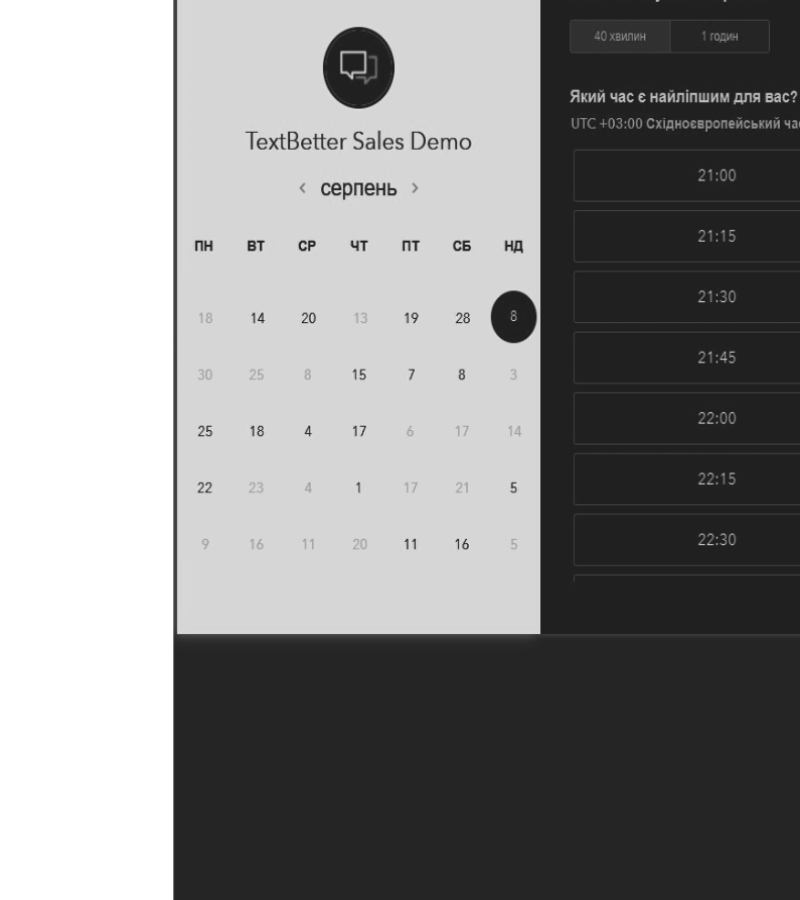 TextBetter Sales Demo
‹ серпень ›
ПН ВТ СР ЧТ ПТ СБ НД
18 14 20 13 19 28 8
30 25 8 15 7 8 3
25 18 4 17 6 17 14
22 23 4 1 17 21 5
9 16 11 20 11 16 5
40 хвилин 1 годин
Який час є найліпшим для вас?
UTC +03:00 Східноєвропейський
21:00
21:15
21:30
21:45
22:00
22:15
22:30